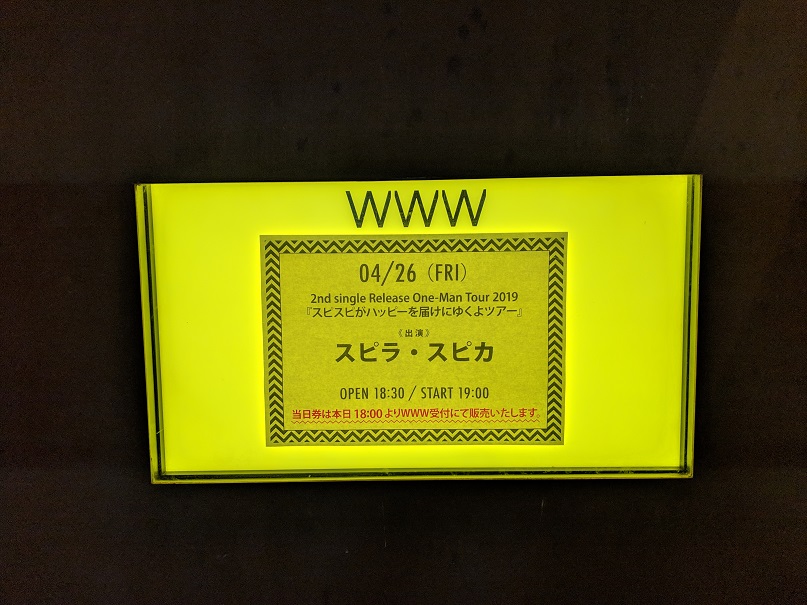 WWW
04/26 (FRI)
2nd single Release One-Man Tour 2019
『スピスピがハッピーを届けにゆくよツアー』
《出演》
スピラ・スピカ
OPEN 18:30 / START 19:00
当日券は本日 18:00 よりWWW受付にて販売いたします